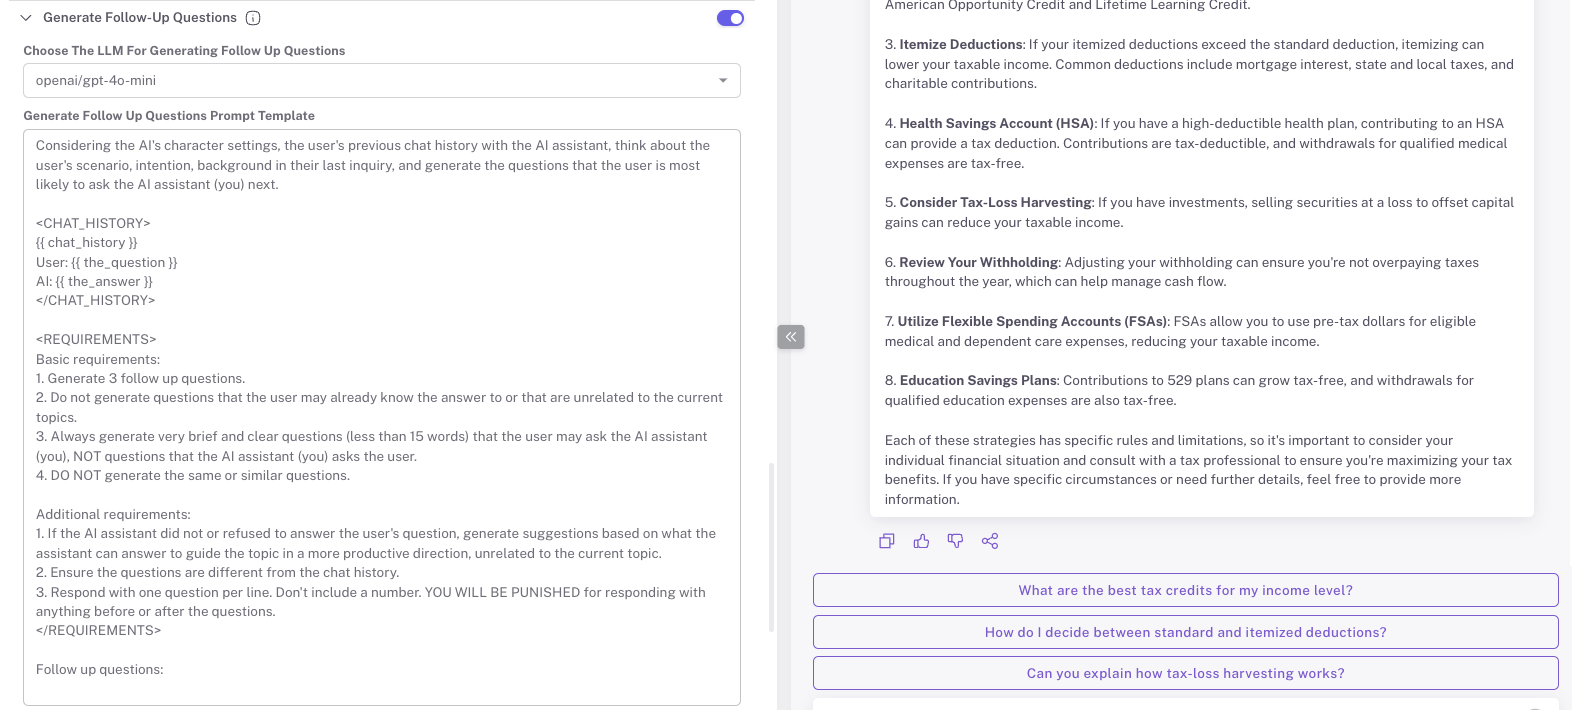 Generate Follow-Up Questions
Choose The LLM For Generating Follow Up Questions
openai/gpt-4o-mini
Generate Follow Up Questions Prompt Template
Considering the AI's character settings, the user's previous chat history with the AI assistant, think about the
user's scenario, intention, background in their last inquiry, and generate the questions that the user is most
likely to ask the AI assistant (you) next.
<CHAT_HISTORY>
{{ chat_history }}
User: {{ the_question }}
AI: {{ the_answer }}
</CHAT_HISTORY>
<REQUIREMENTS>
Basic requirements:
1. Generate 3 follow up questions.
2. Do not generate questions that the user may already know the answer to or that are unrelated to the current
topics.
3. Always generate very brief and clear questions (less than 15 words) that the user may ask the AI assistant
(you), NOT questions that the AI assistant (you) asks the user.
4. DO NOT generate the same or similar questions.
Additional requirements:
1. If the AI assistant did not or refused to answer the user's question, generate suggestions based on what the
assistant can answer to guide the topic in a more productive direction, unrelated to the current topic.
2. Ensure the questions are different from the chat history.
3. Respond with one question per line. Don't include a number. YOU WILL BE PUNISHED for responding with
anything before or after the questions.
</REQUIREMENTS>
Follow up questions:
American Opportunity Credit and Lifetime Learning Credit.
3. Itemize Deductions: If your itemized deductions exceed the standard deduction, itemizing can
lower your taxable income. Common deductions include mortgage interest, state and local taxes, and
charitable contributions.
4. Health Savings Account (HSA): If you have a high-deductible health plan, contributing to an HSA
can provide a tax deduction. Contributions are tax-deductible, and withdrawals for qualified medical
expenses are tax-free.
5. Consider Tax-Loss Harvesting: If you have investments, selling securities at a loss to offset capital
gains can reduce your taxable income.
6. Review Your Withholding: Adjusting your withholding can ensure you're not overpaying taxes
throughout the year, which can help manage cash flow.
7. Utilize Flexible Spending Accounts (FSAs): FSAs allow you to use pre-tax dollars for eligible
medical and dependent care expenses, reducing your taxable income.
8. Education Savings Plans: Contributions to 529 plans can grow tax-free, and withdrawals for
qualified education expenses are also tax-free.
Each of these strategies has specific rules and limitations, so it's important to consider your
individual financial situation and consult with a tax professional to ensure you're maximizing your tax
benefits. If you have specific circumstances or need further details, feel free to provide more
information.
What are the best tax credits for my income level?
How do I decide between standard and itemized deductions?
Can you explain how tax-loss harvesting works?